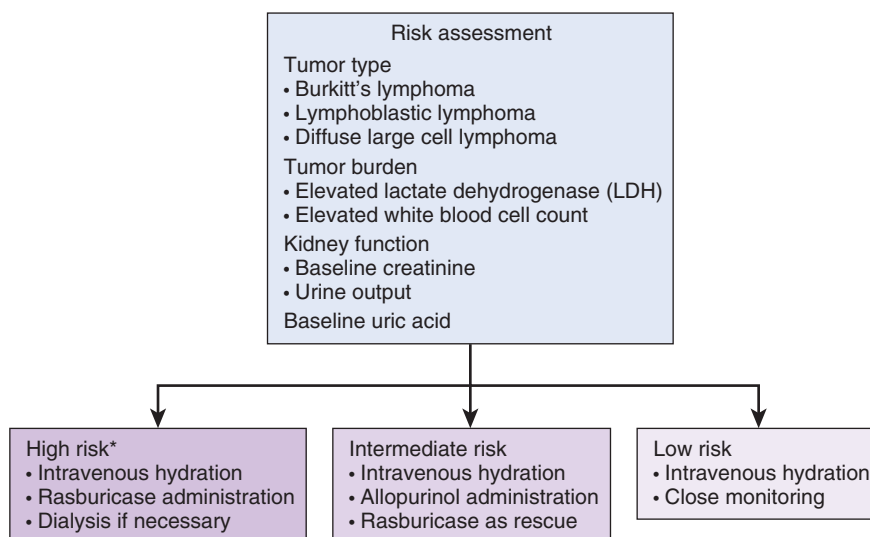 Risk assessment
Tumor type
• Burkitt's lymphoma
• Lymphoblastic lymphoma
• Diffuse large cell lymphoma
Tumor burden
• Elevated lactate dehydrogenase (LDH)
• Elevated white blood cell count
Kidney function
• Baseline creatinine
• Urine output
Baseline uric acid
High risk*
• Intravenous hydration
• Rasburicase administration
• Dialysis if necessary
Intermediate risk
• Intravenous hydration
• Allopurinol administration
• Rasburicase as rescue
Low risk
• Intravenous hydration
• Close monitoring